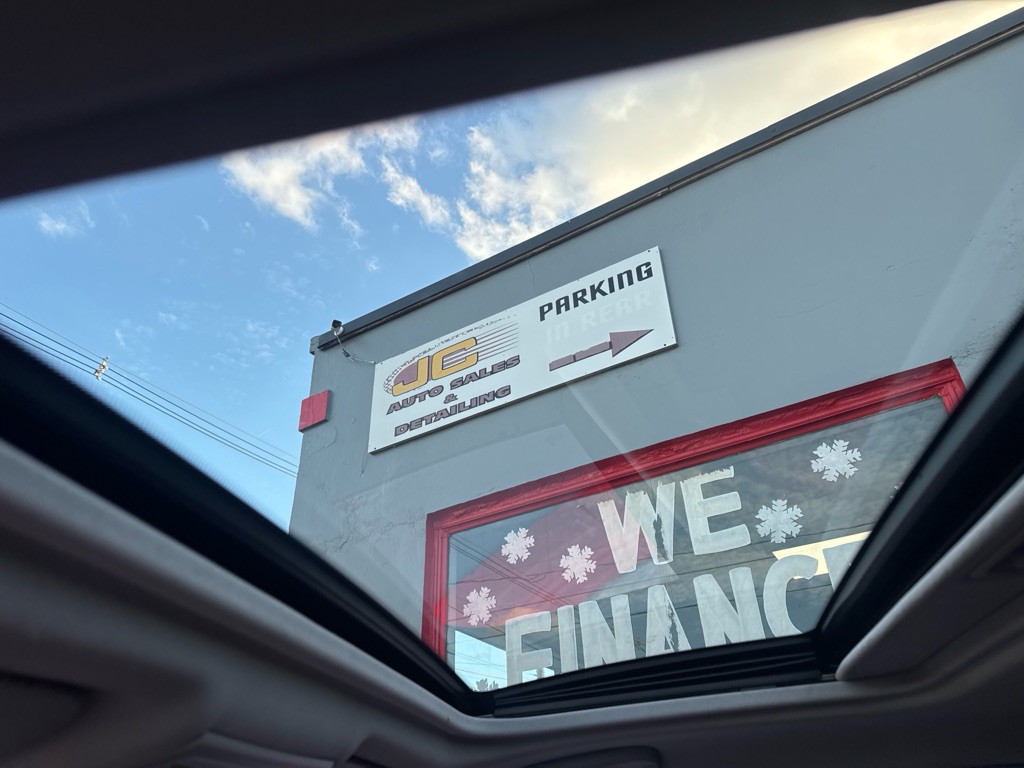 JC
AUTO SALES
&
DETAILING
PARKING
IN REAR
WE
FINANC